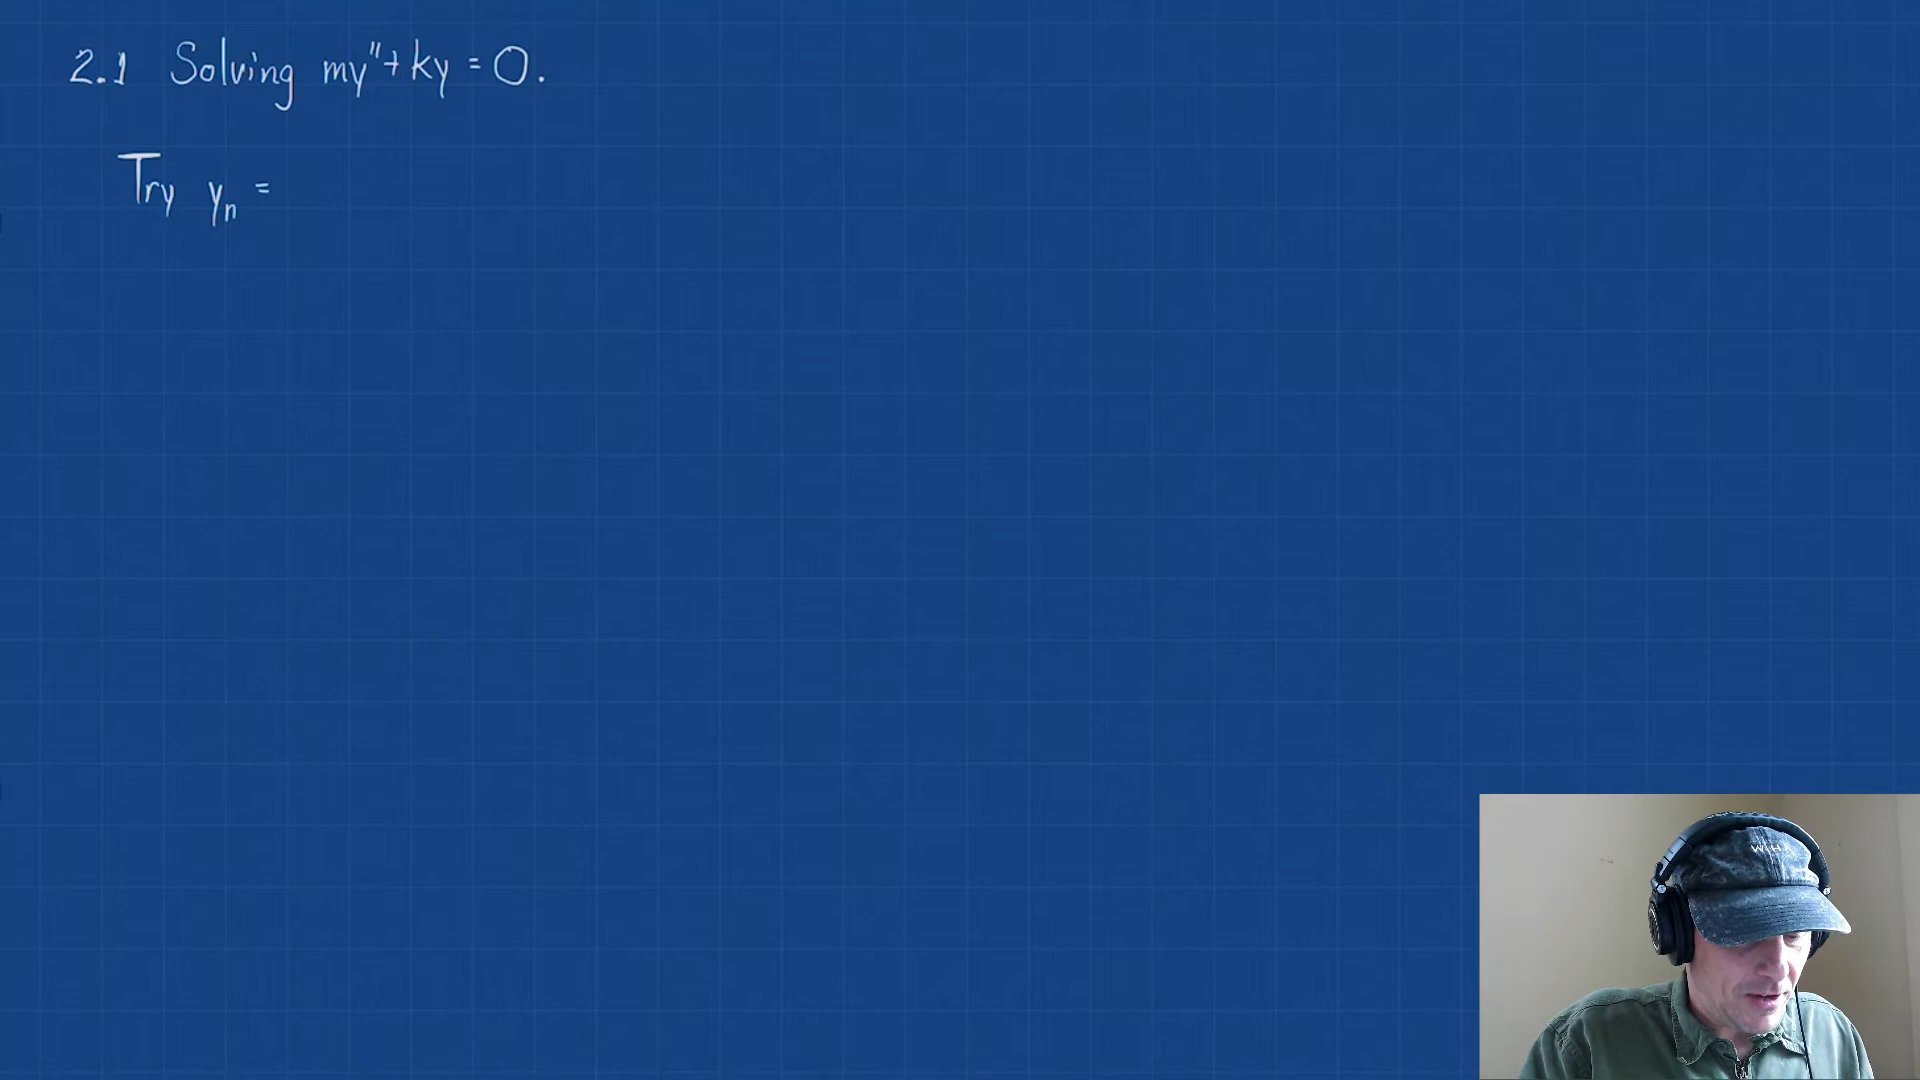 2.1 Solving my"+ ky = 0.
Try yₙ =